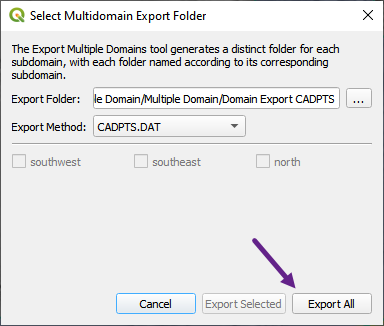 Select Multidomain Export Folder
The Export Multiple Domains tool generates a distinct folder for each
subdomain, with each folder named according to its corresponding
subdomain.
Export Folder: le Domain/Multiple Domain/Domain Export CADPTS ...
Export Method: CADPTS.DAT
southwest southeast north
Cancel Export Selected Export All